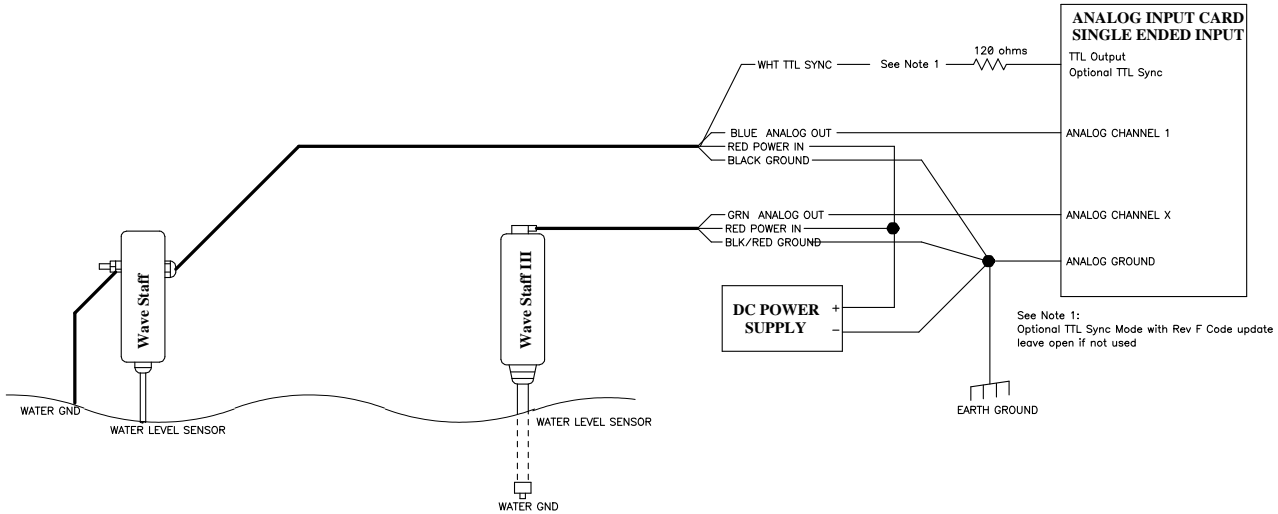 ANALOG INPUT CARD
SINGLE ENDED INPUT
TTL Output
Optional TTL Sync
120 ohms
WHT TTL SYNC
See Note 1
BLUE ANALOG OUT
ANALOG CHANNEL 1
RED POWER IN
BLACK GROUND
GRN ANALOG OUT
ANALOG CHANNEL X
RED POWER IN
BLK/RED GROUND
ANALOG GROUND
Wave Staff
Wave Staff III
DC POWER
SUPPLY
+
−
See Note 1:
Optional TTL Sync Mode with Rev F Code update
leave open if not used
EARTH GROUND
WATER GND
WATER LEVEL SENSOR
WATER LEVEL SENSOR
WATER GND